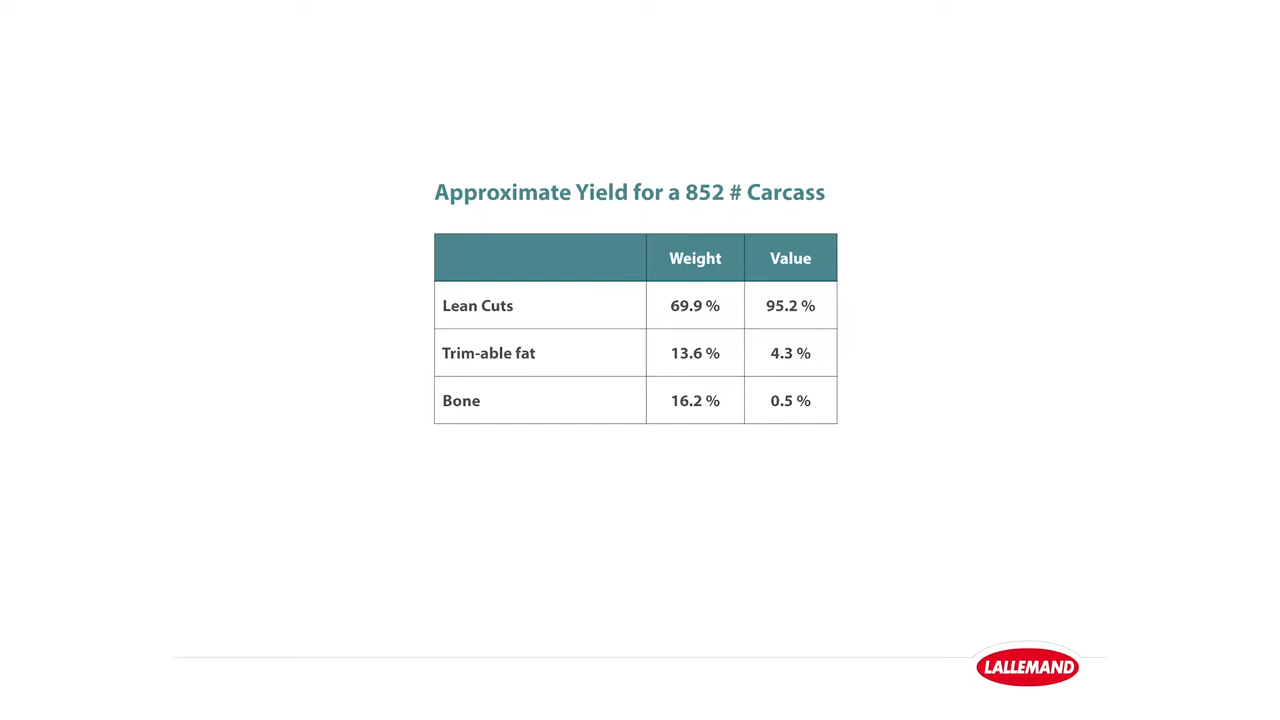 Approximate Yield for a 852 # Carcass
Weight Value
Lean Cuts 69.9 % 95.2 %
Trim-able fat 13.6 % 4.3 %
Bone 16.2 % 0.5 %
LALLEMAND